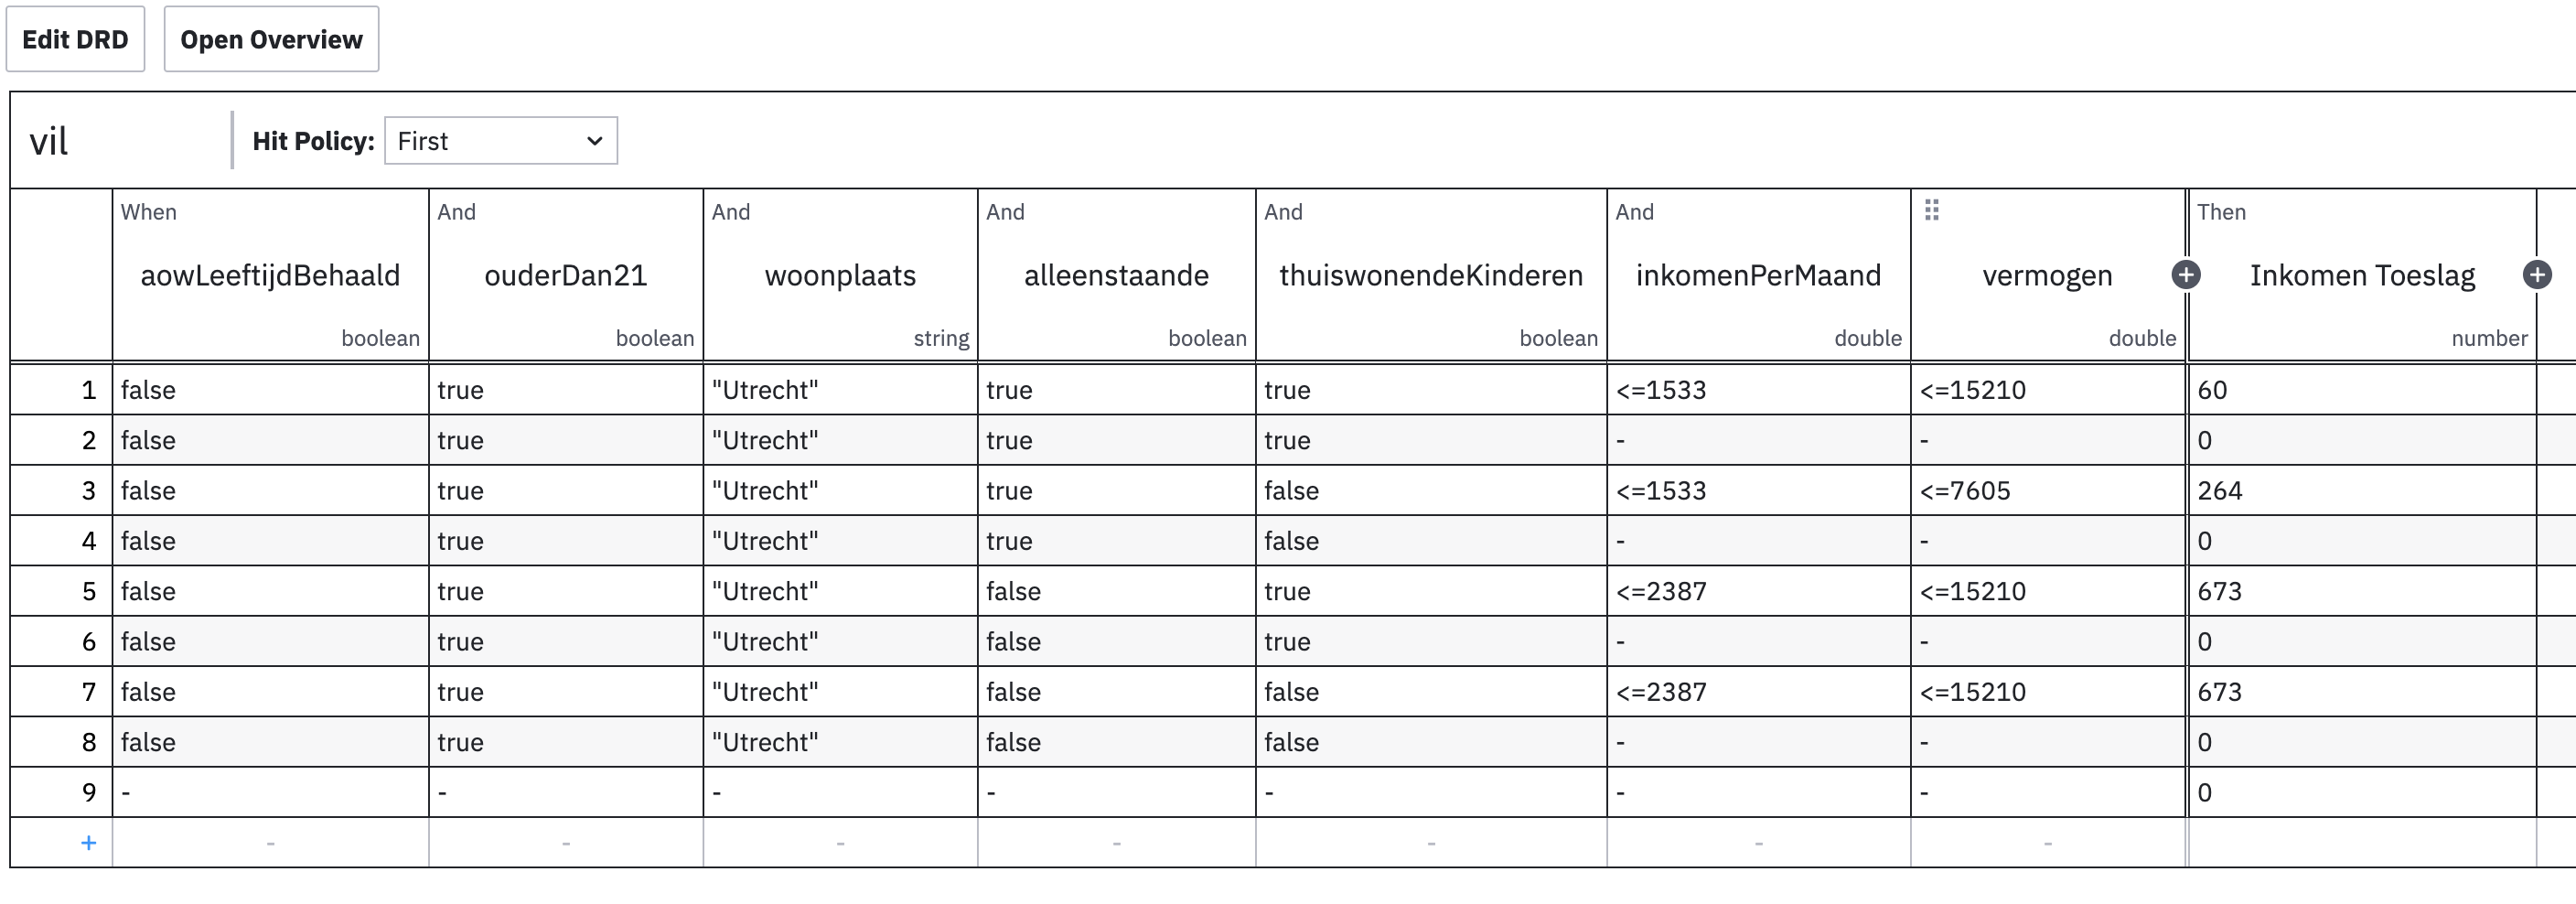 Edit DRD Open Overview
vil Hit Policy: First
When And And And And And Then
aowLeeftijdBehaald ouderDan21 woonplaats alleenstaande thuiswonendeKinderen inkomenPerMaand vermogen + Inkomen Toeslag +
boolean boolean string boolean boolean double double number
1 false true "Utrecht" true true <=1533 <=15210 60
2 false true "Utrecht" true true - - 0
3 false true "Utrecht" true false <=1533 <=7605 264
4 false true "Utrecht" true false - - 0
5 false true "Utrecht" false true <=2387 <=15210 673
6 false true "Utrecht" false true - - 0
7 false true "Utrecht" false false <=2387 <=15210 673
8 false true "Utrecht" false false - - 0
9 - - - - - - - 0
+ - - - - - - -